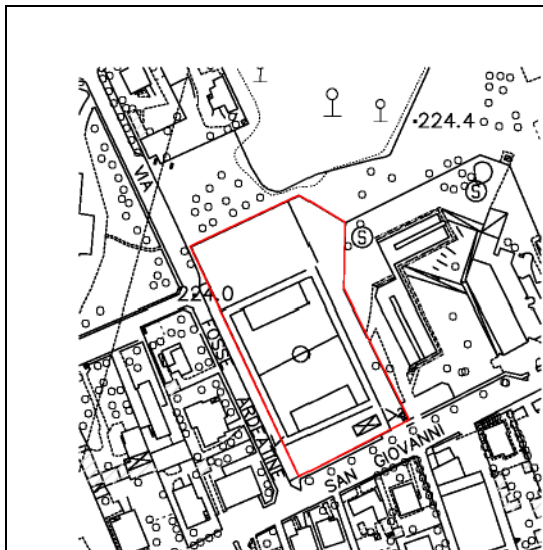 224.4
VIA
S
S
224.0
FOSSE ARDEATINE
SAN GIOVANNI